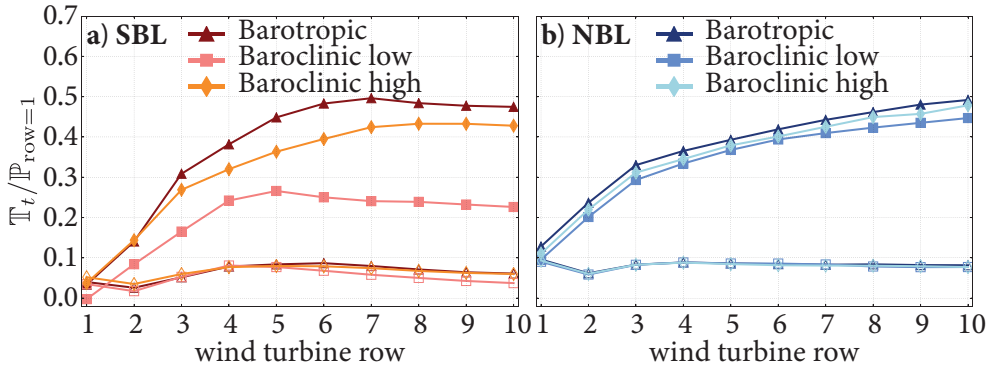 0.7
0.6
0.5
0.4
0.3
0.2
0.1
0.0
𝕋t/ℙrow=1
a) SBL
Barotropic
Baroclinic low
Baroclinic high
1 2 3 4 5 6 7 8 9 10
wind turbine row
b) NBL
Barotropic
Baroclinic low
Baroclinic high
1 2 3 4 5 6 7 8 9 10
wind turbine row